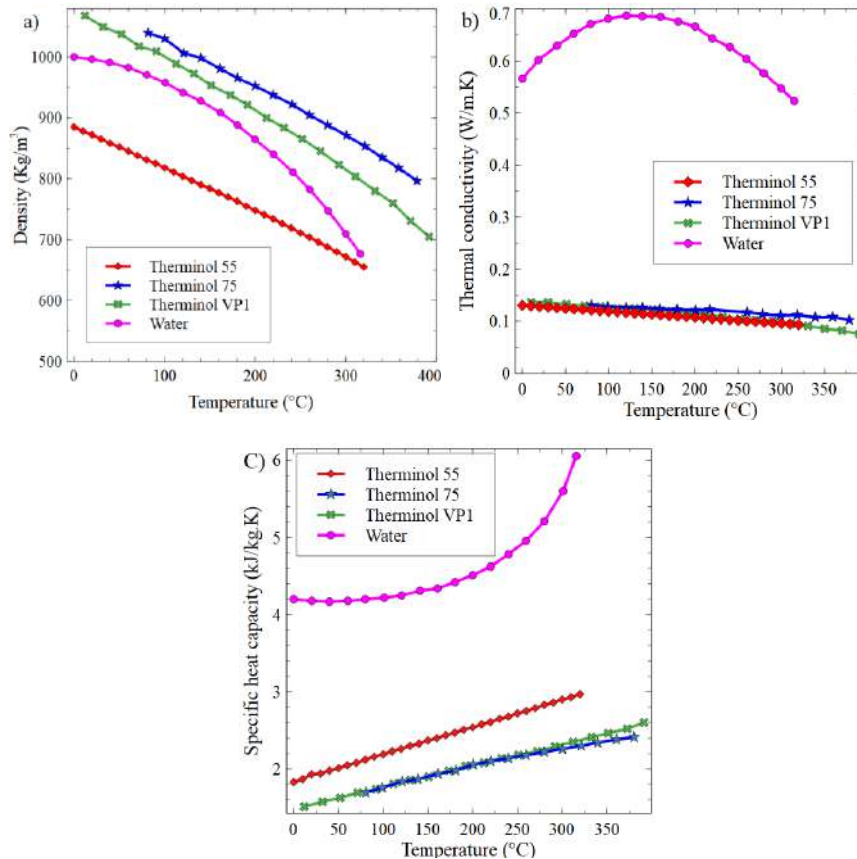 a)
Density (Kg/m³)
1000
900
800
700
600
500
Therminol 55
Therminol 75
Therminol VP1
Water
0 100 200 300 400
Temperature (°C)
b)
Thermal conductivity (W/m.K)
0.7
0.6
0.5
0.4
0.3
0.2
0.1
0
Therminol 55
Therminol 75
Therminol VP1
Water
0 50 100 150 200 250 300 350
Temperature (°C)
C)
Specific heat capacity (kJ/kg.K)
6
5
4
3
2
Therminol 55
Therminol 75
Therminol VP1
Water
0 50 100 150 200 250 300 350
Temperature (°C)